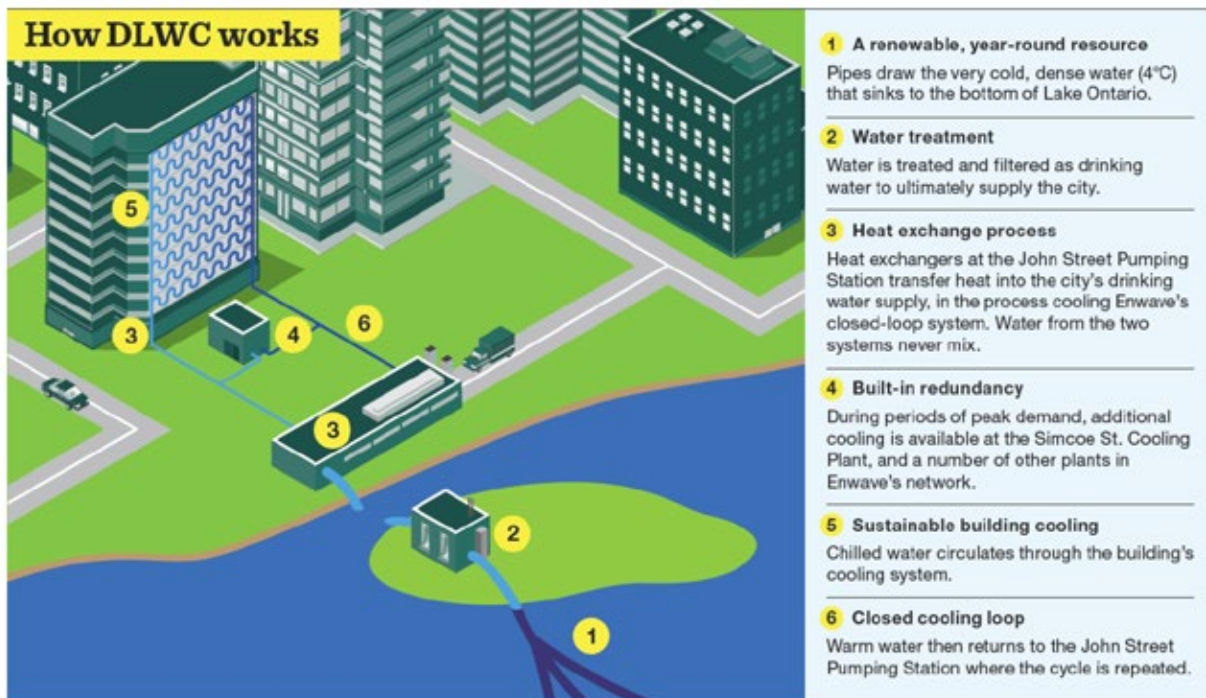 How DLWC works
1 A renewable, year-round resource
Pipes draw the very cold, dense water (4°C)
that sinks to the bottom of Lake Ontario.
2 Water treatment
Water is treated and filtered as drinking
water to ultimately supply the city.
3 Heat exchange process
Heat exchangers at the John Street Pumping
Station transfer heat into the city's drinking
water supply, in the process cooling Enwave's
closed-loop system. Water from the two
systems never mix.
4 Built-in redundancy
During periods of peak demand, additional
cooling is available at the Simcoe St. Cooling
Plant, and a number of other plants in
Enwave's network.
5 Sustainable building cooling
Chilled water circulates through the building's
cooling system.
6 Closed cooling loop
Warm water then returns to the John Street
Pumping Station where the cycle is repeated.
5
3
4
6
3
2
1